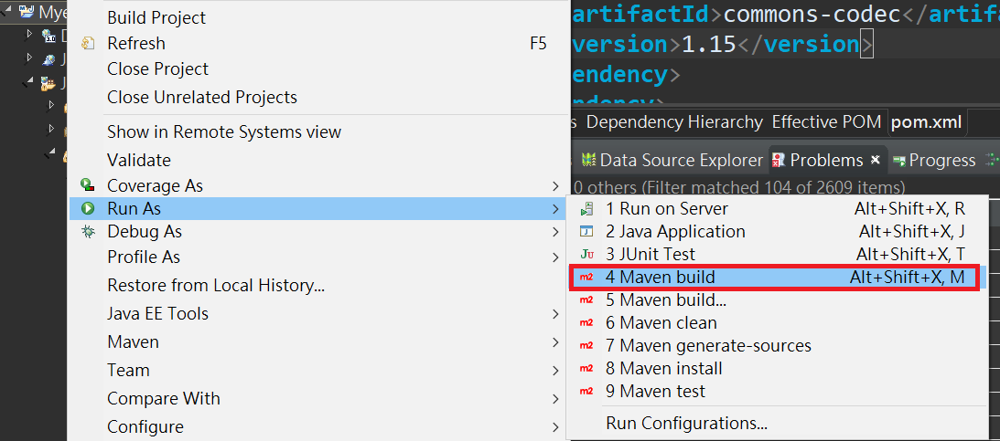 Mye
Build Project
Refresh F5
Close Project
Close Unrelated Projects
Show in Remote Systems view
Validate
Coverage As
Run As
Debug As
Profile As
Restore from Local History...
Java EE Tools
Maven
Team
Compare With
Configure
artifactId>commons-codec</artifa
version>1.15</version>
endency>
Dependency Hierarchy Effective POM pom.xml
Data Source Explorer Problems Progress
0 others (Filter matched 104 of 2609 items)
1 Run on Server Alt+Shift+X, R
2 Java Application Alt+Shift+X, J
3 JUnit Test Alt+Shift+X, T
4 Maven build Alt+Shift+X, M
5 Maven build...
6 Maven clean
7 Maven generate-sources
8 Maven install
9 Maven test
Run Configurations...